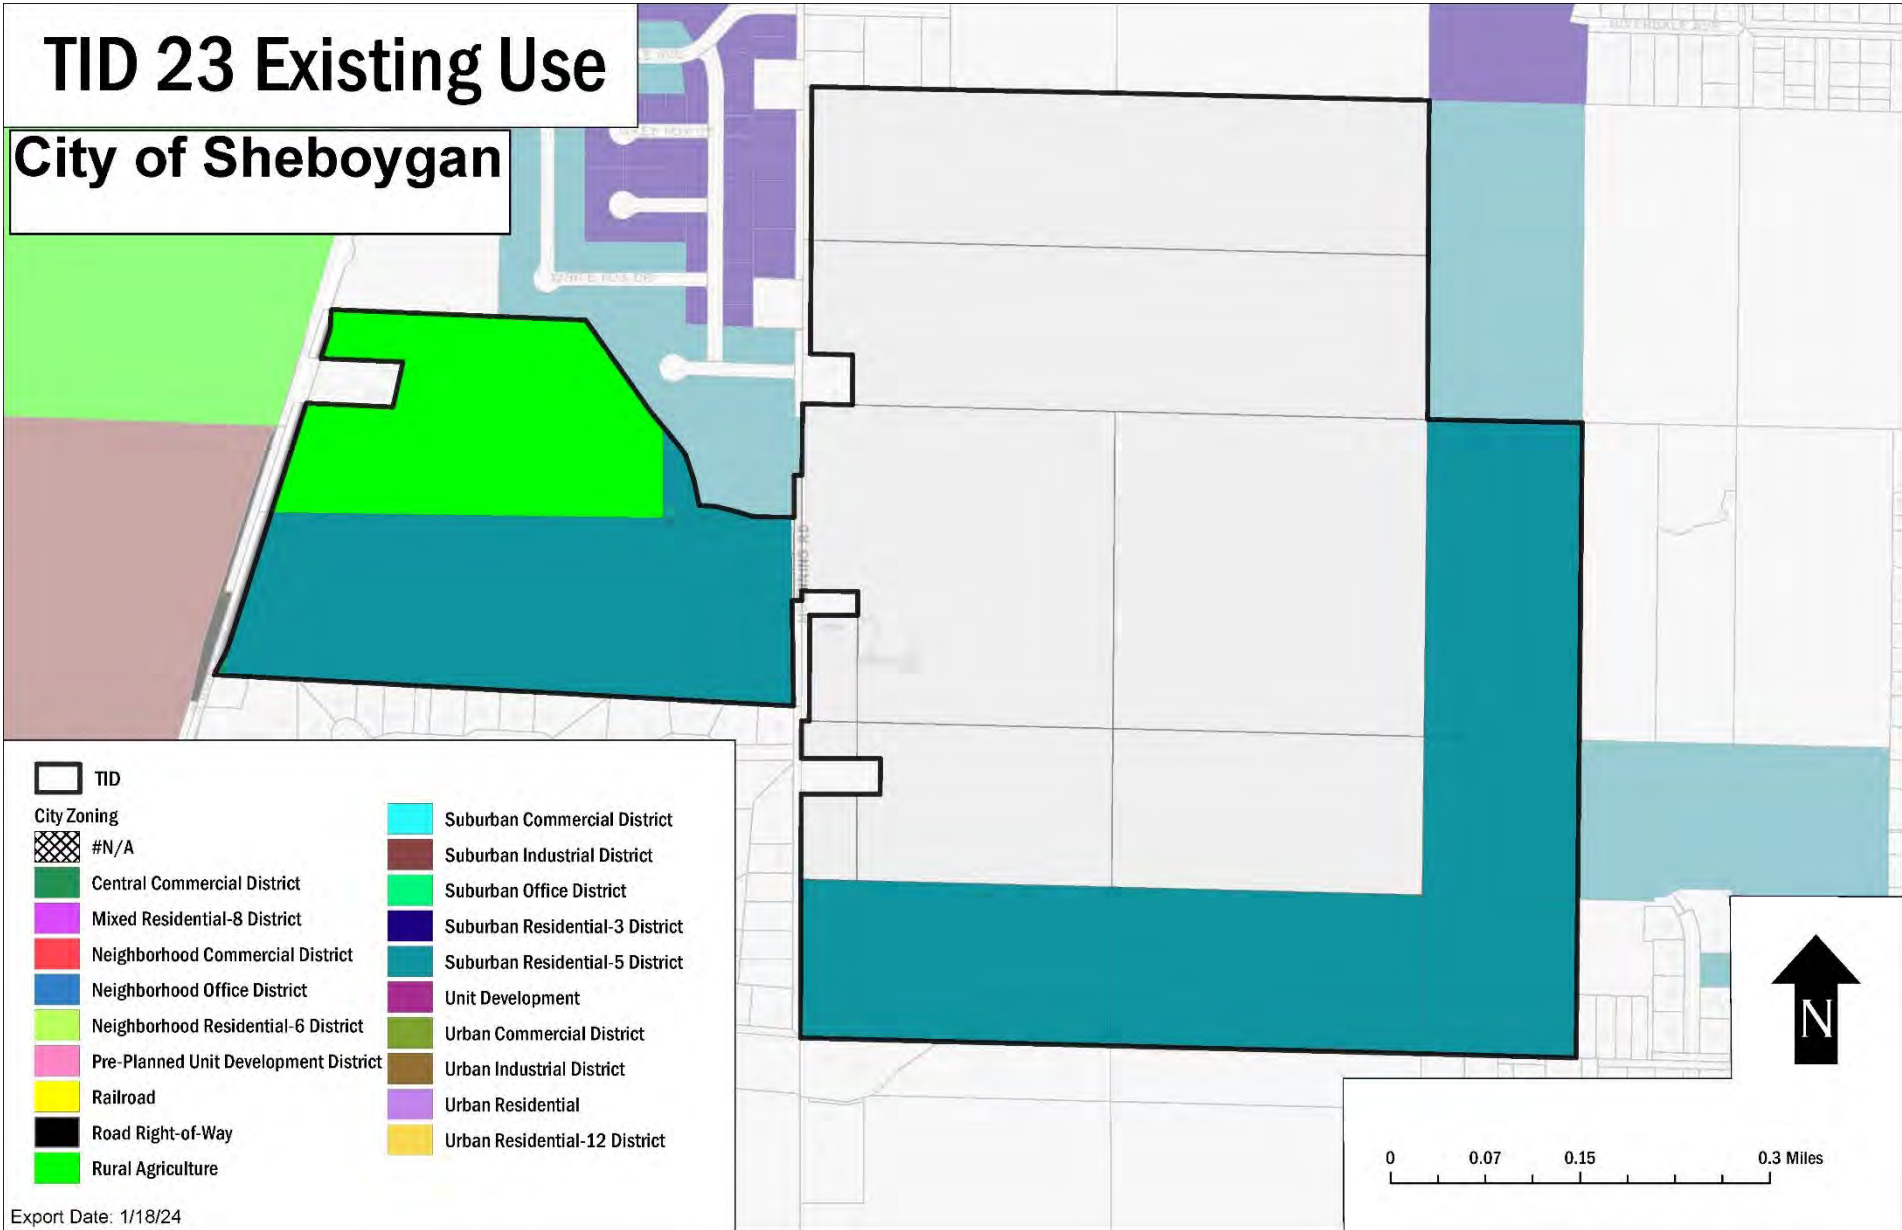 TID 23 Existing Use
City of Sheboygan
RIVERDALE AVE
TID
City Zoning
#N/A
Central Commercial District
Mixed Residential-8 District
Neighborhood Commercial District
Neighborhood Office District
Neighborhood Residential-6 District
Pre-Planned Unit Development District
Railroad
Road Right-of-Way
Rural Agriculture
Suburban Commercial District
Suburban Industrial District
Suburban Office District
Suburban Residential-3 District
Suburban Residential-5 District
Unit Development
Urban Commercial District
Urban Industrial District
Urban Residential
Urban Residential-12 District
N
0 0.07 0.15 0.3 Miles
Export Date: 1/18/24